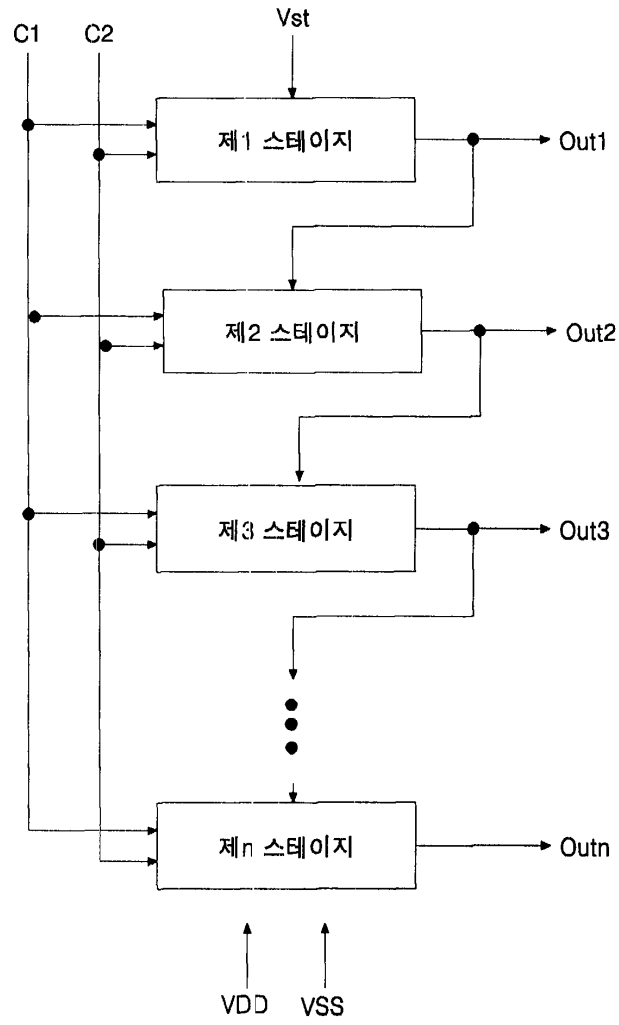 C1 C2 Vst
제1 스테이지 Out1
제2 스테이지 Out2
제3 스테이지 Out3
제n 스테이지 Outn
VDD VSS